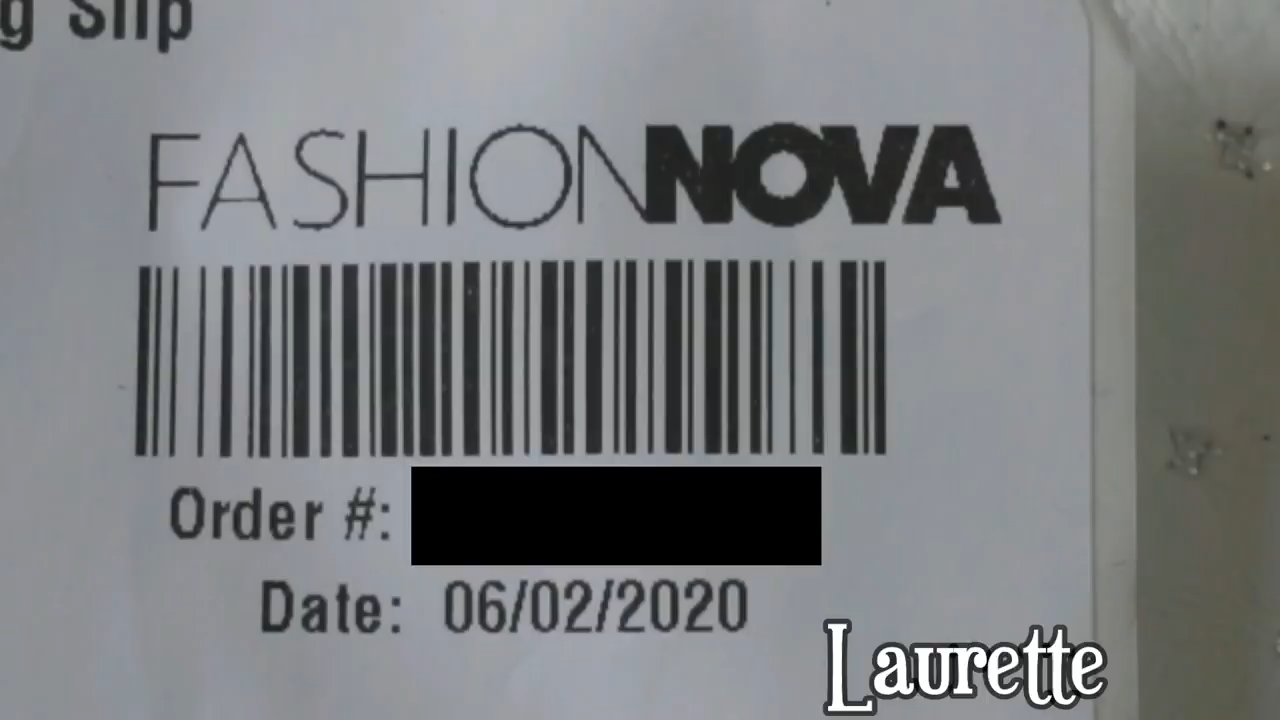 g Slip
FASHIONNOVA
Order #:
Date: 06/02/2020
Laurette